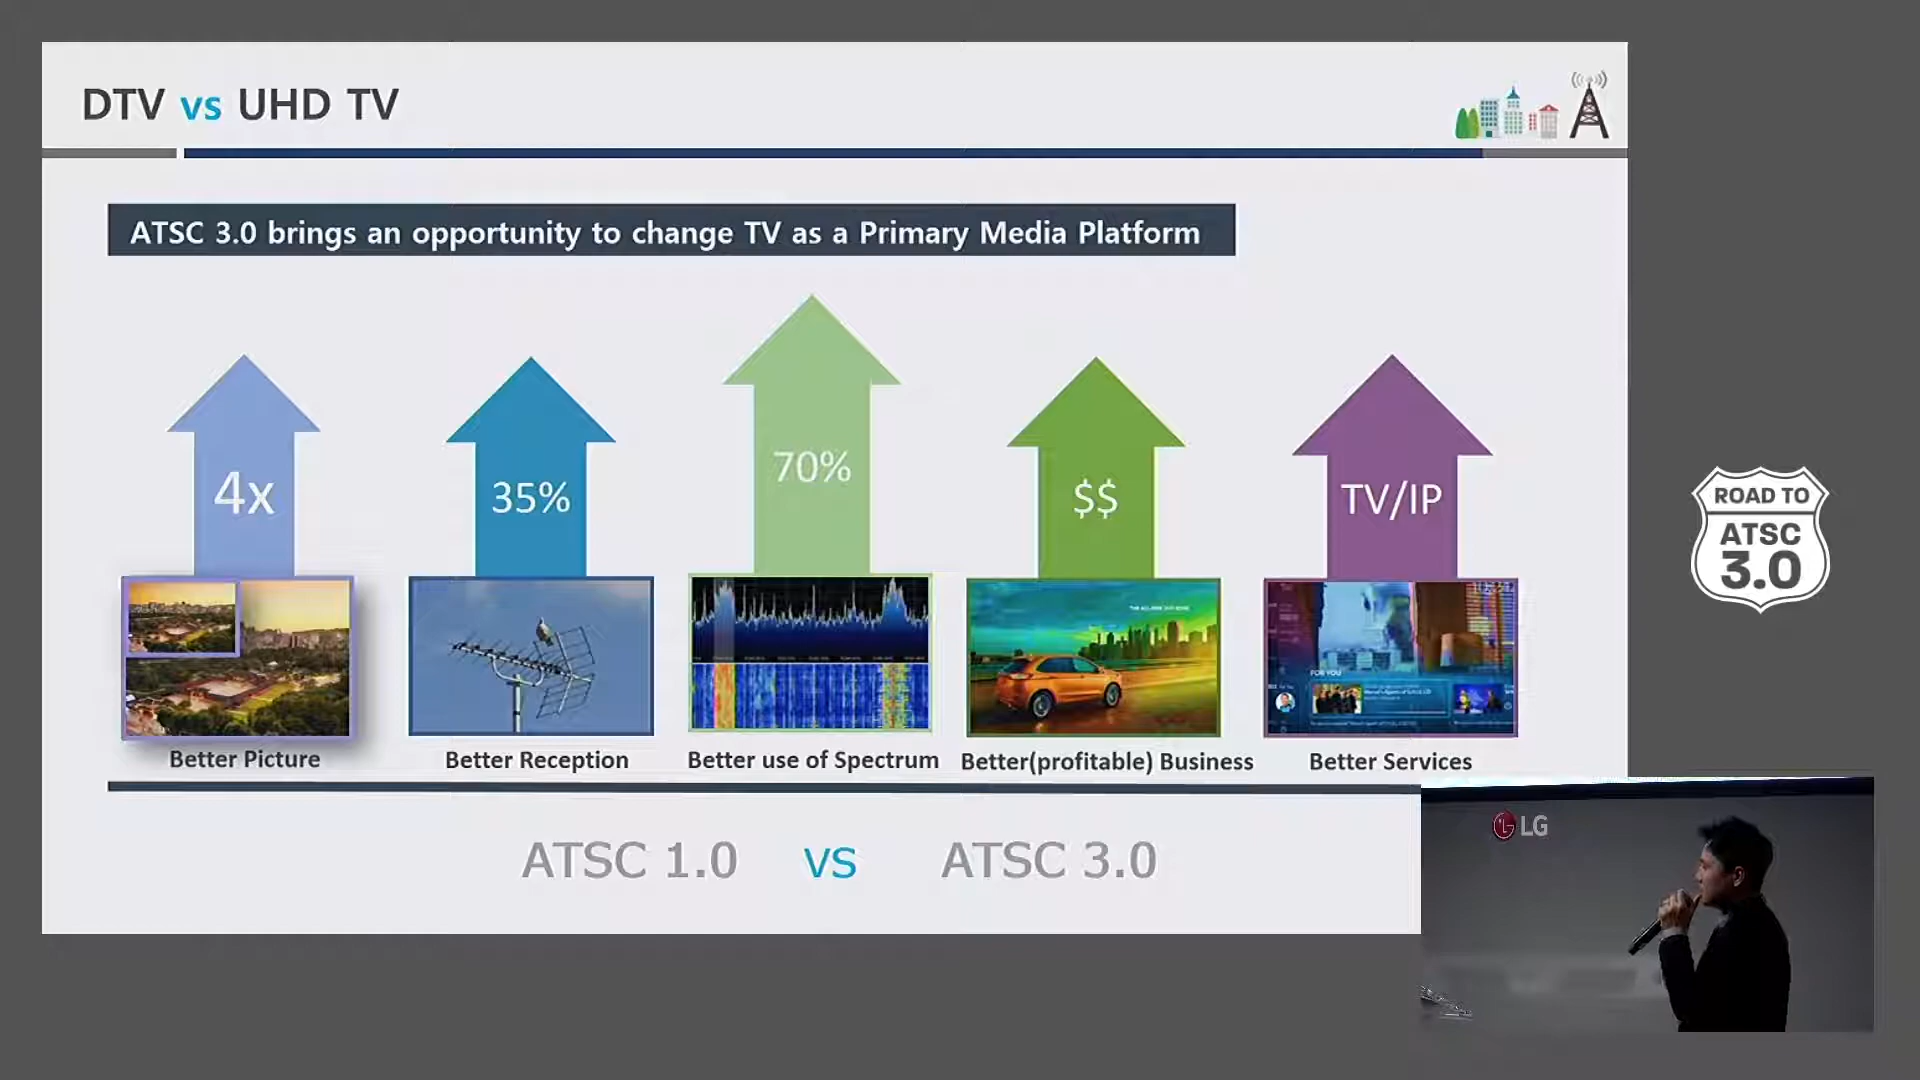 DTV vs UHD TV
ATSC 3.0 brings an opportunity to change TV as a Primary Media Platform
4x
35%
70%
$$
TV/IP
FOR YOU
Better Picture
Better Reception
Better use of Spectrum
Better(profitable) Business
Better Services
ATSC 1.0 vs ATSC 3.0
ROAD TO
ATSC
3.0
LG